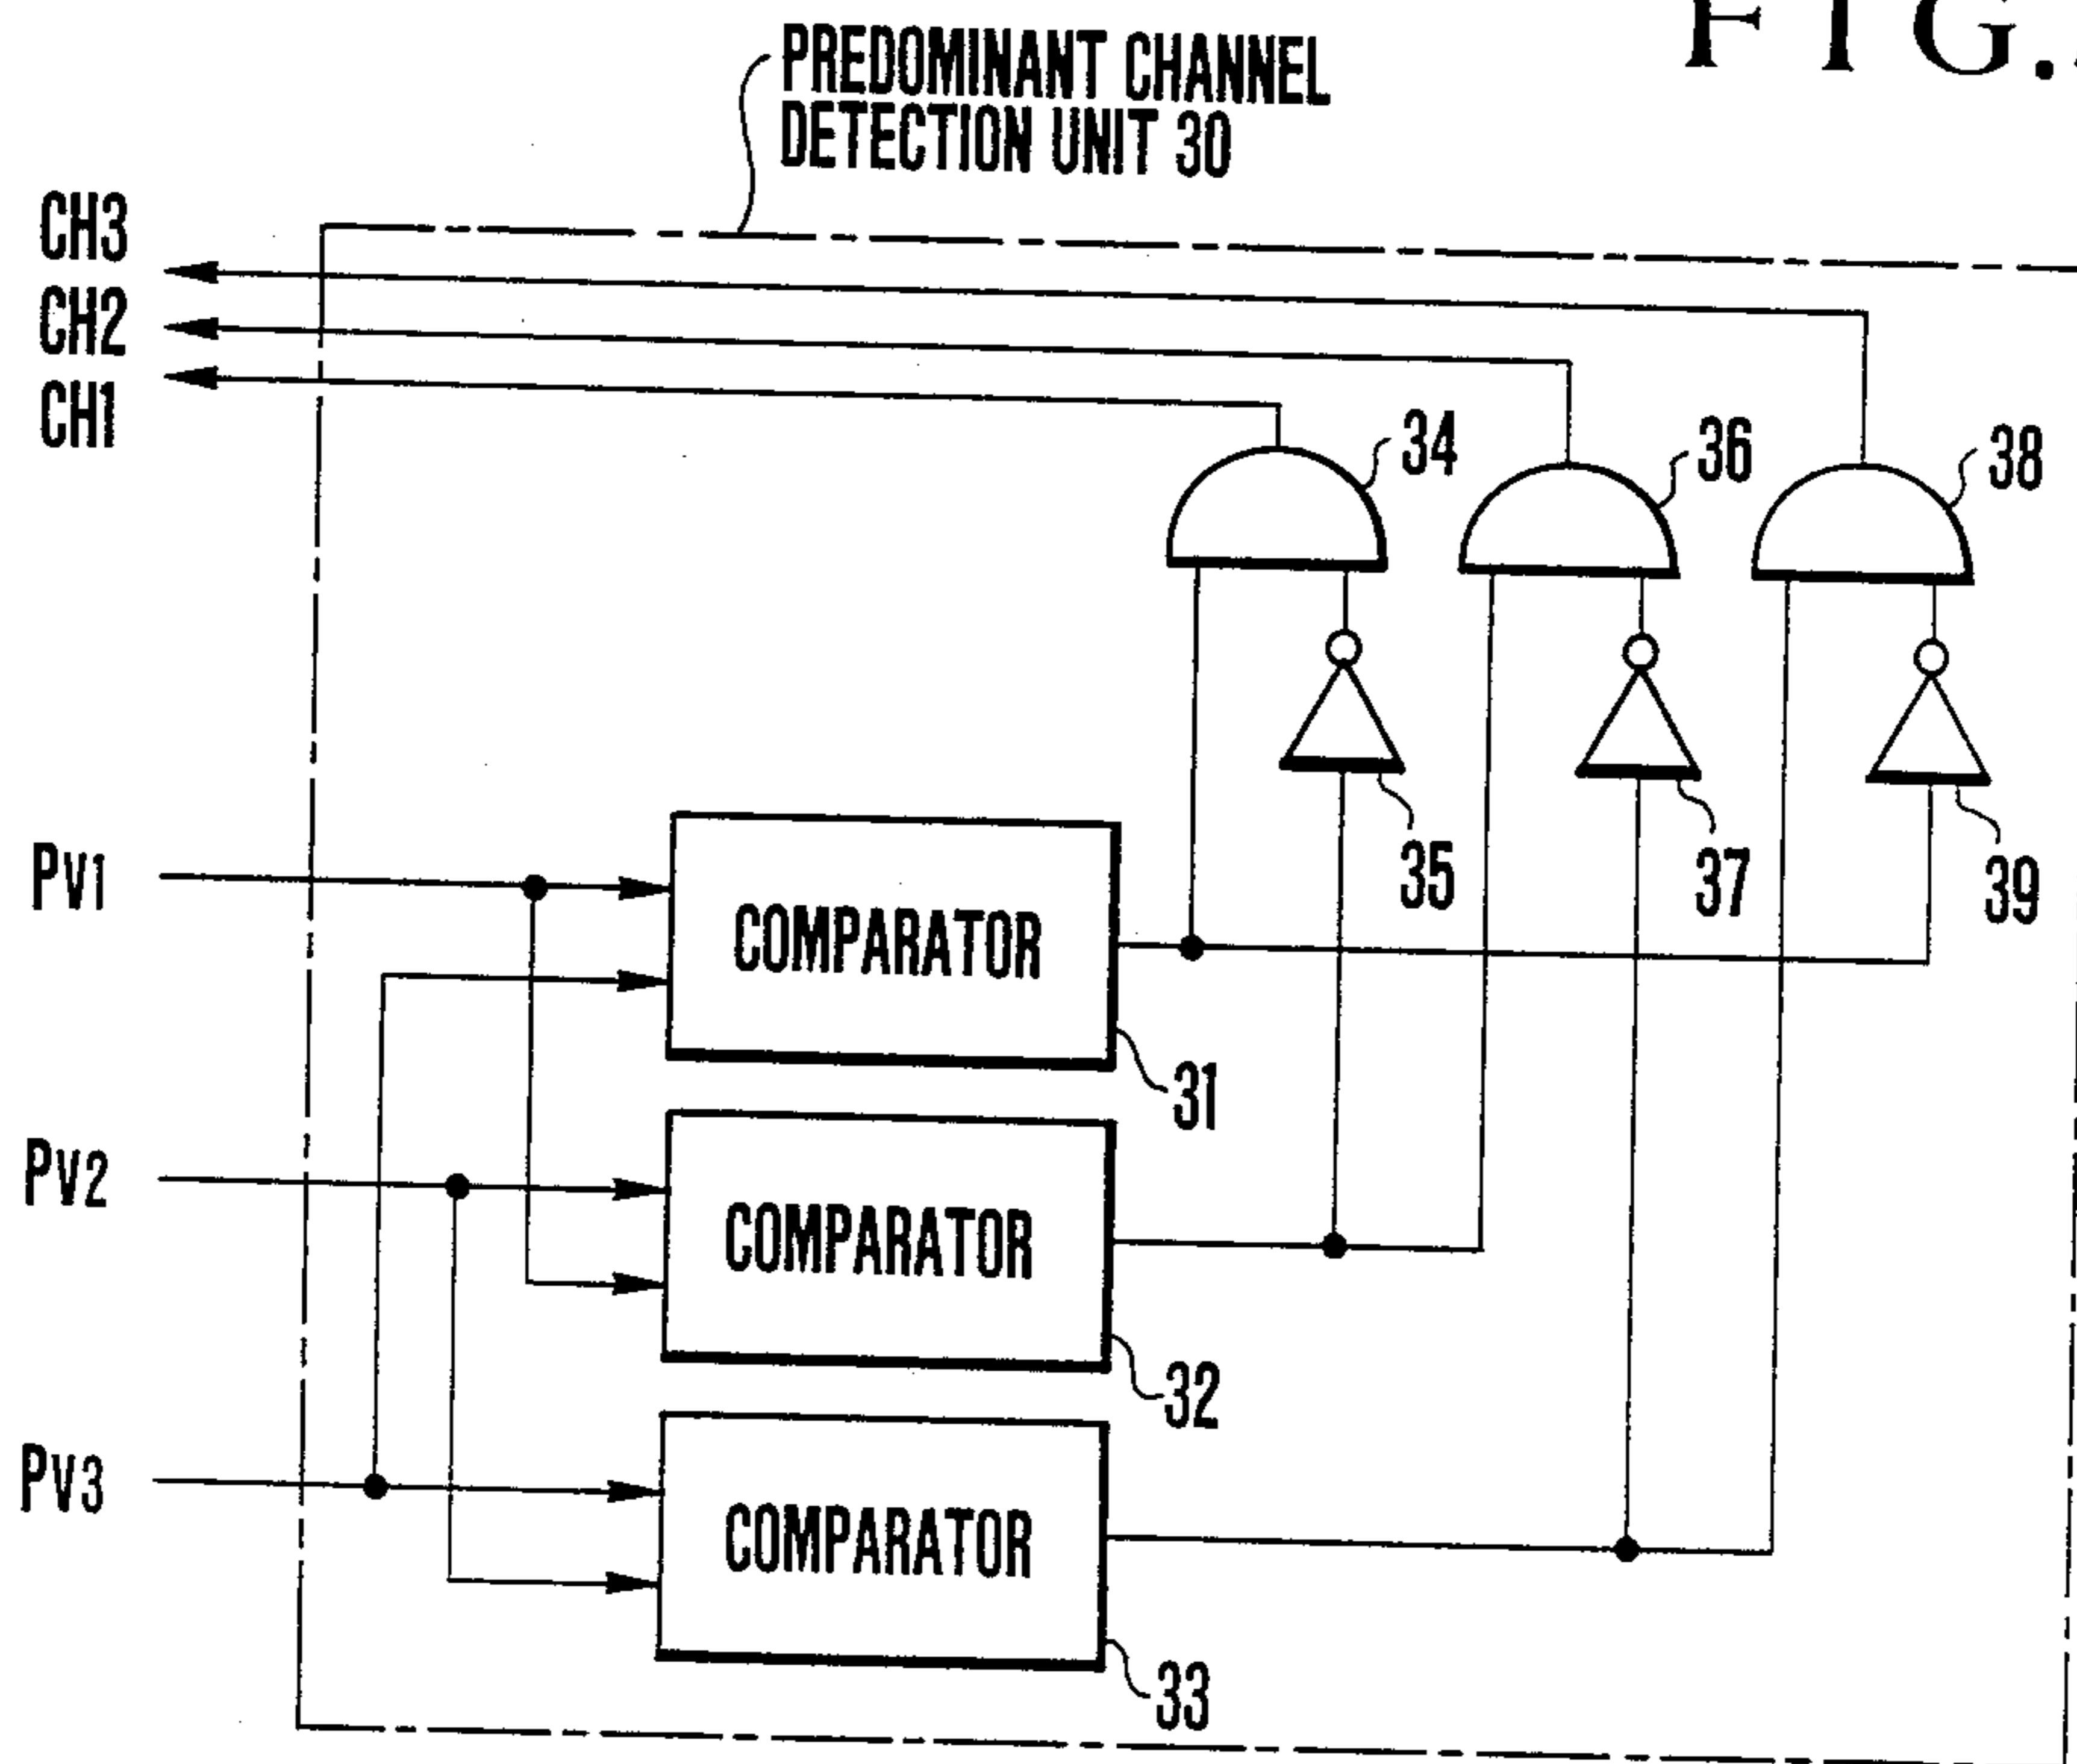 FIG.
PREDOMINANT CHANNEL
DETECTION UNIT 30
CH3
CH2
CH1
34
36
38
35
37
39
PV1
COMPARATOR
31
PV2
COMPARATOR
32
PV3
COMPARATOR
33